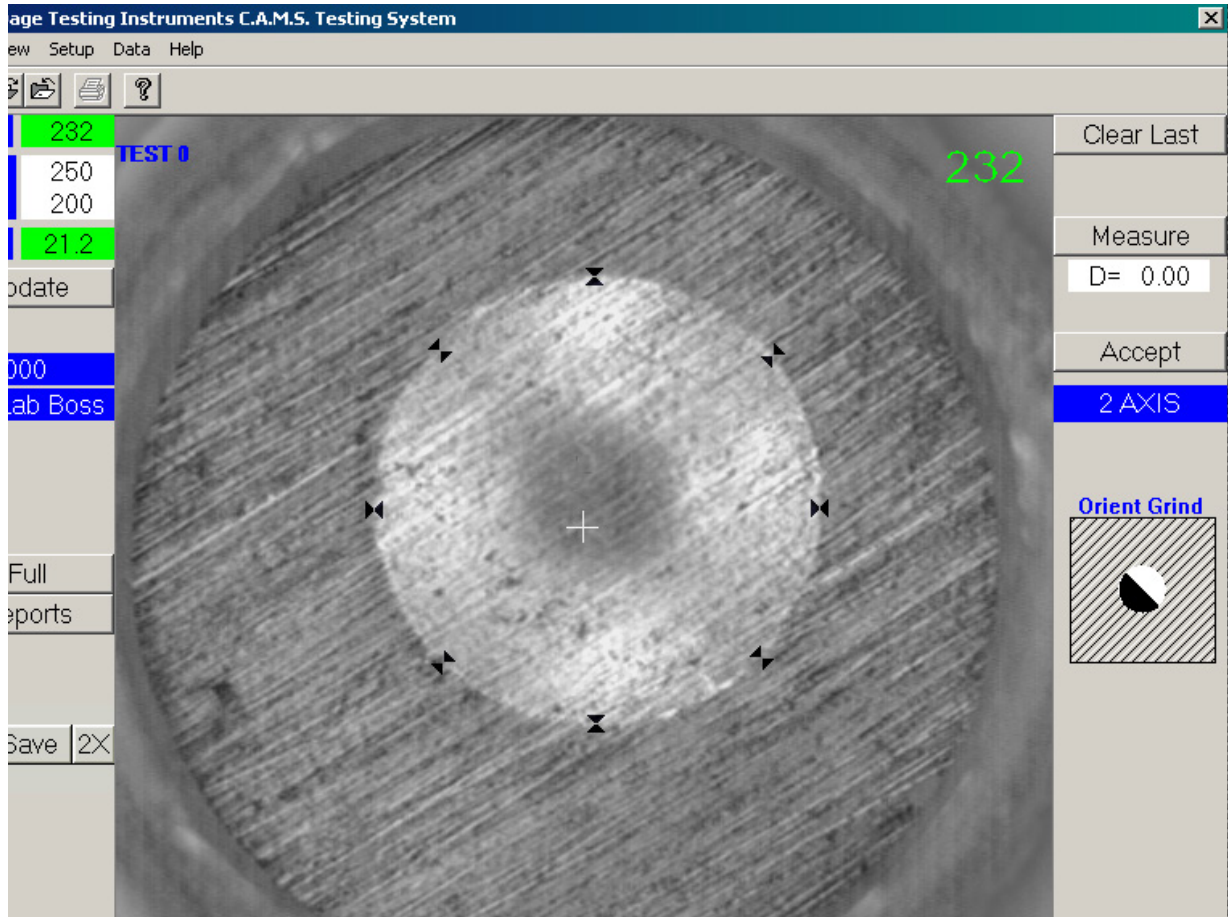 age Testing Instruments C.A.M.S. Testing System
ew Setup Data Help
232
250
200
21.2
odate
000
Lab Boss
Full
eports
Save 2X
TEST 0
232
Clear Last
Measure
D= 0.00
Accept
2 AXIS
Orient Grind